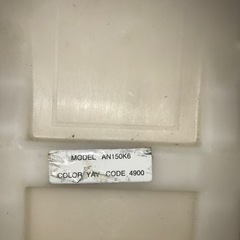 MODEL AN150K6
COLOR YAY CODE 4900